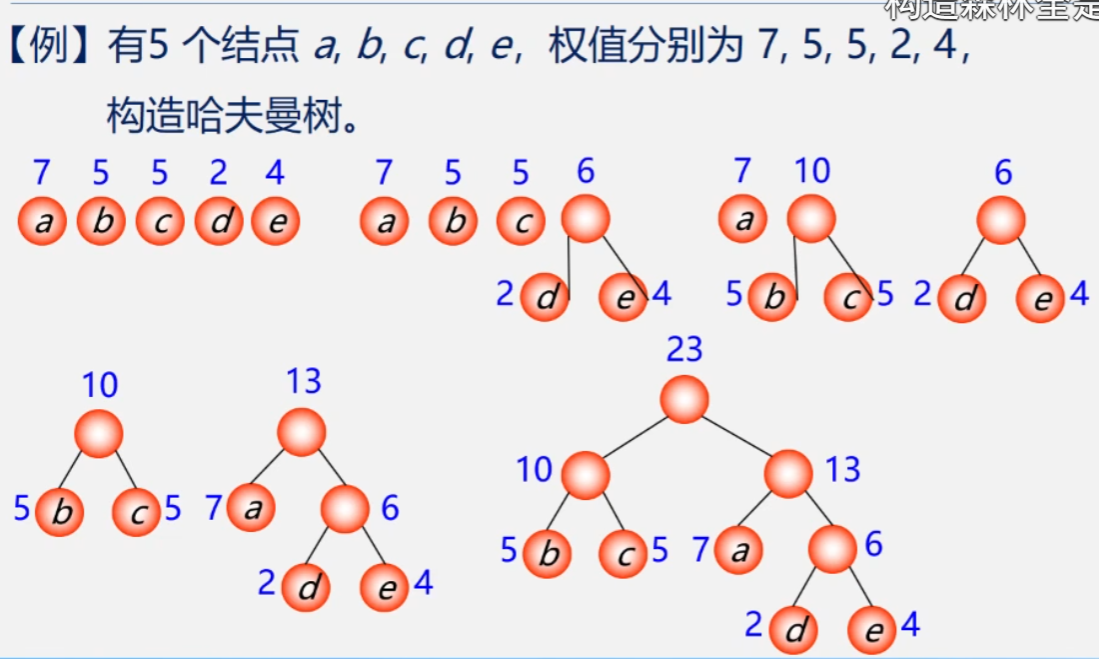 构造森林全是
【例】有5 个结点 a, b, c, d, e, 权值分别为 7, 5, 5, 2, 4,
构造哈夫曼树。
7 5 5 2 4 7 5 5 6 7 10 6
a b c d e a b c a
2 d e 4 5 b c 5 2 d e 4
23
10 13
10 13
5 b c 5 7 a 6
5 b c 5 7 a 6
2 d e 4
2 d e 4